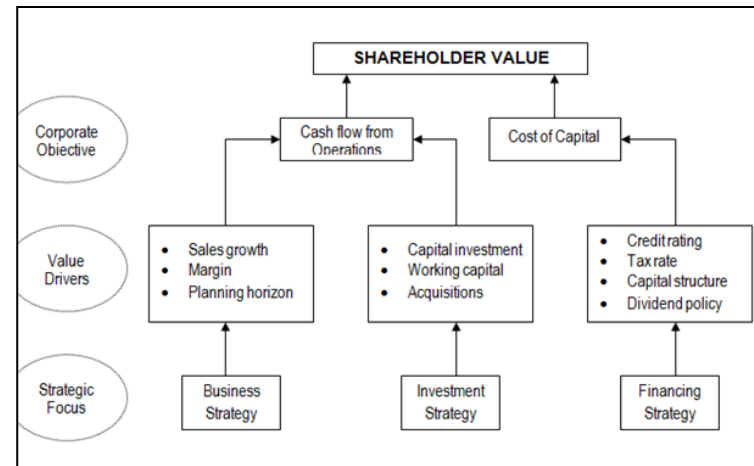 SHAREHOLDER VALUE
Corporate
Objective
Cash flow from
Operations
Cost of Capital
Value
Drivers
• Sales growth
• Margin
• Planning horizon
• Capital investment
• Working capital
• Acquisitions
• Credit rating
• Tax rate
• Capital structure
• Dividend policy
Strategic
Focus
Business
Strategy
Investment
Strategy
Financing
Strategy